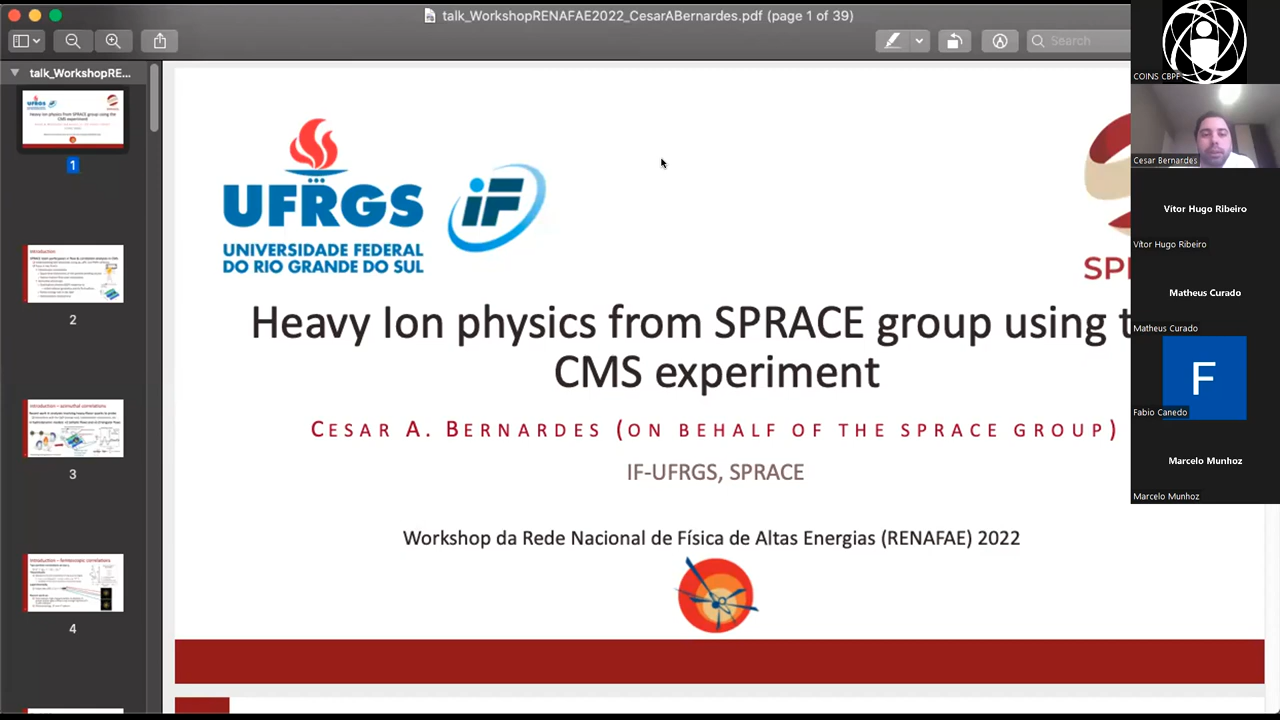 talk_WorkshopRENAFAE2022_CesarABernardes.pdf (page 1 of 39)
Search
talk_WorkshopRE...
1
2
3
4
UFRGS
UNIVERSIDADE FEDERAL
DO RIO GRANDE DO SUL
iF
SP
Heavy Ion physics from SPRACE group using t
CMS experiment
CESAR A. BERNARDES (ON BEHALF OF THE SPRACE GROUP)
IF-UFRGS, SPRACE
Workshop da Rede Nacional de Física de Altas Energias (RENAFAE) 2022
COINS CBPF
Cesar Bernardes
Vitor Hugo Ribeiro
Vítor Hugo Ribeiro
Matheus Curado
Matheus Curado
F
Fabio Canedo
Marcelo Munhoz
Marcelo Munhoz